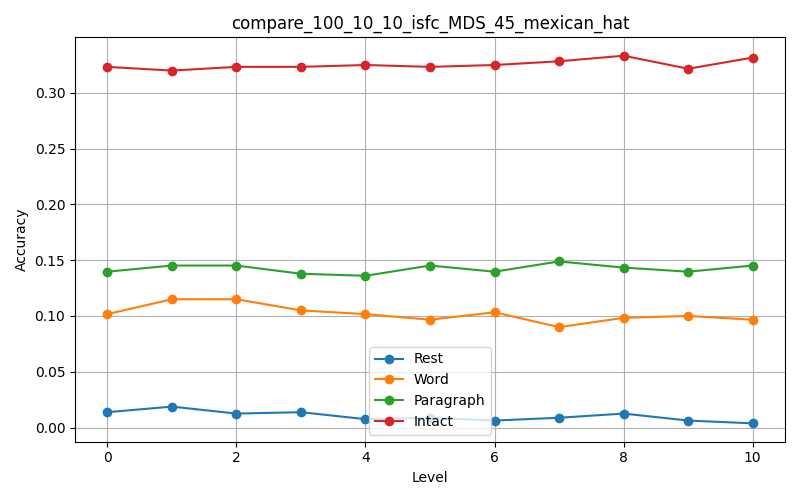 compare_100_10_10_isfc_MDS_45_mexican_hat
Accuracy
0.30
0.25
0.20
0.15
0.10
0.05
0.00
Rest
Word
Paragraph
Intact
0 2 4 6 8 10
Level